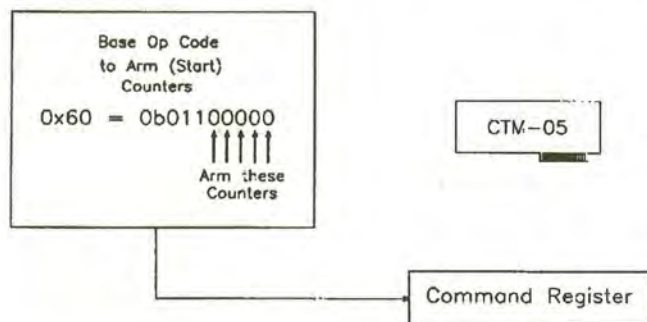 Base Op Code
to Arm (Start)
Counters
0x60 = 0b01100000
Arm these
Counters
CTM-05
Command Register